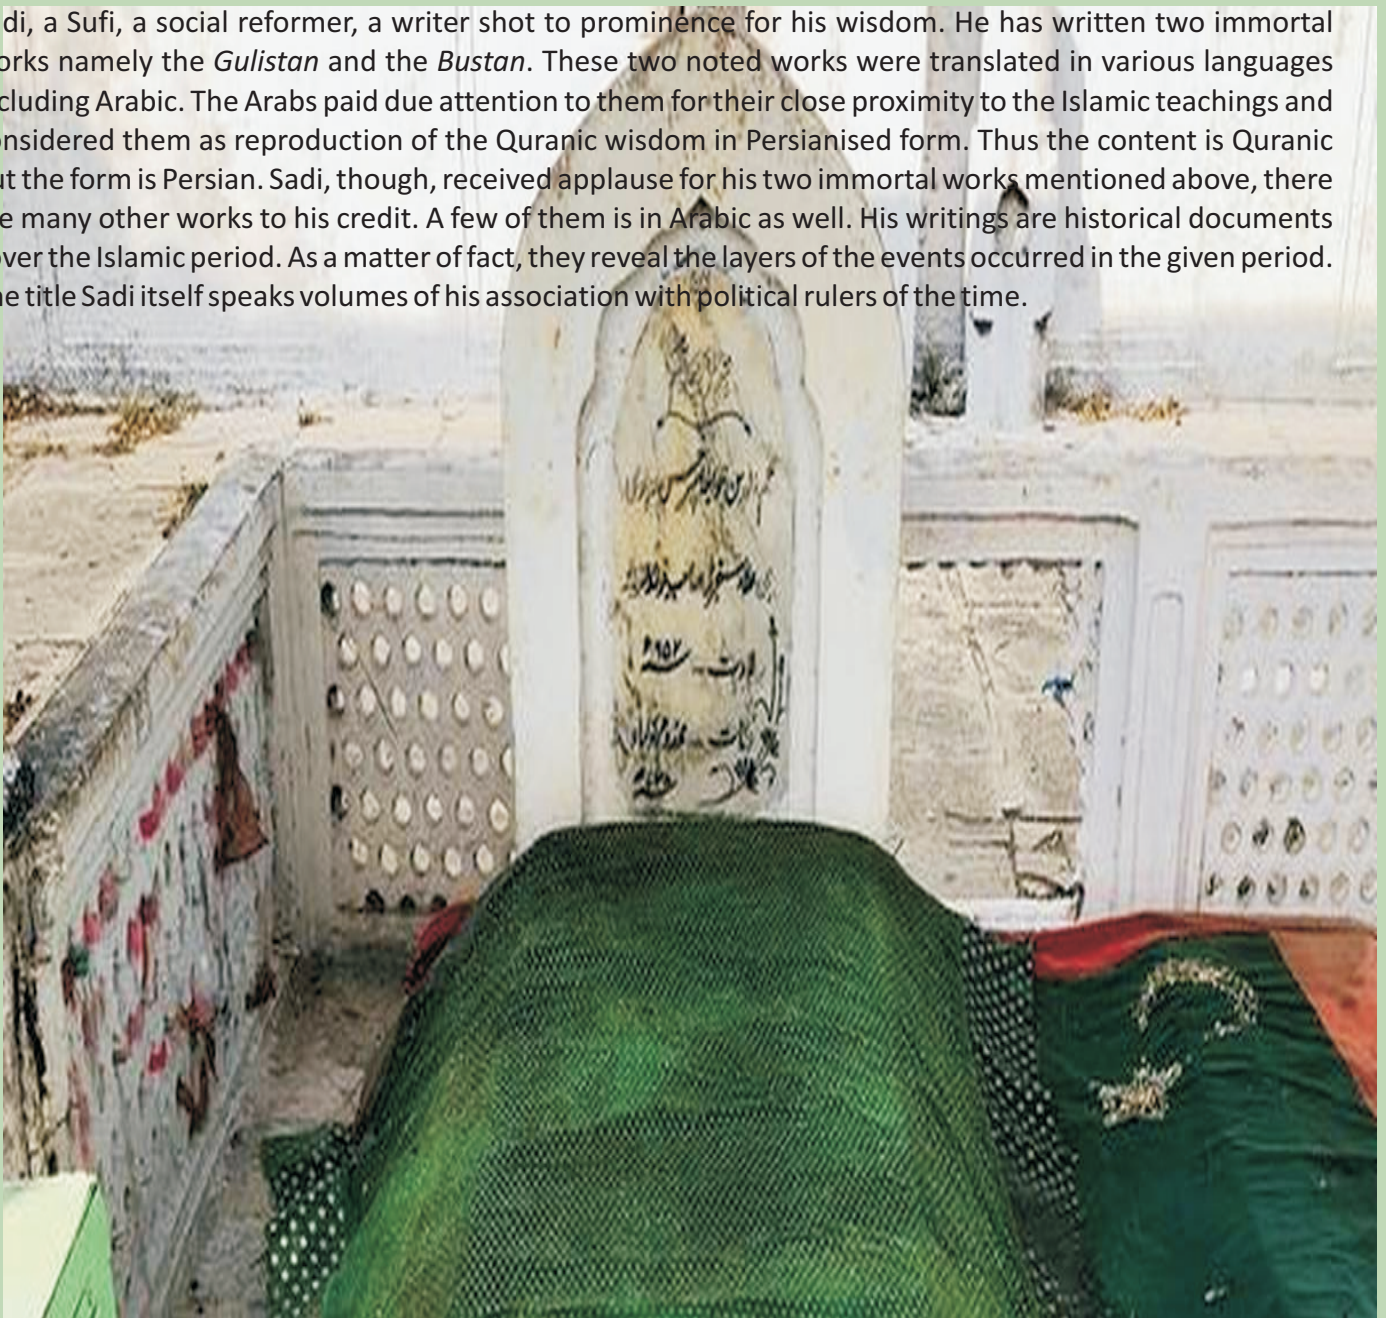 di, a Sufi, a social reformer, a writer shot to prominence for his wisdom. He has written two immortal
orks namely the Gulistan and the Bustan. These two noted works were translated in various languages
cluding Arabic. The Arabs paid due attention to them for their close proximity to the Islamic teachings and
onsidered them as reproduction of the Quranic wisdom in Persianised form. Thus the content is Quranic
ut the form is Persian. Sadi, though, received applause for his two immortal works mentioned above, there
e many other works to his credit. A few of them is in Arabic as well. His writings are historical documents
over the Islamic period. As a matter of fact, they reveal the layers of the events occurred in the given period.
he title Sadi itself speaks volumes of his association with political rulers of the time.